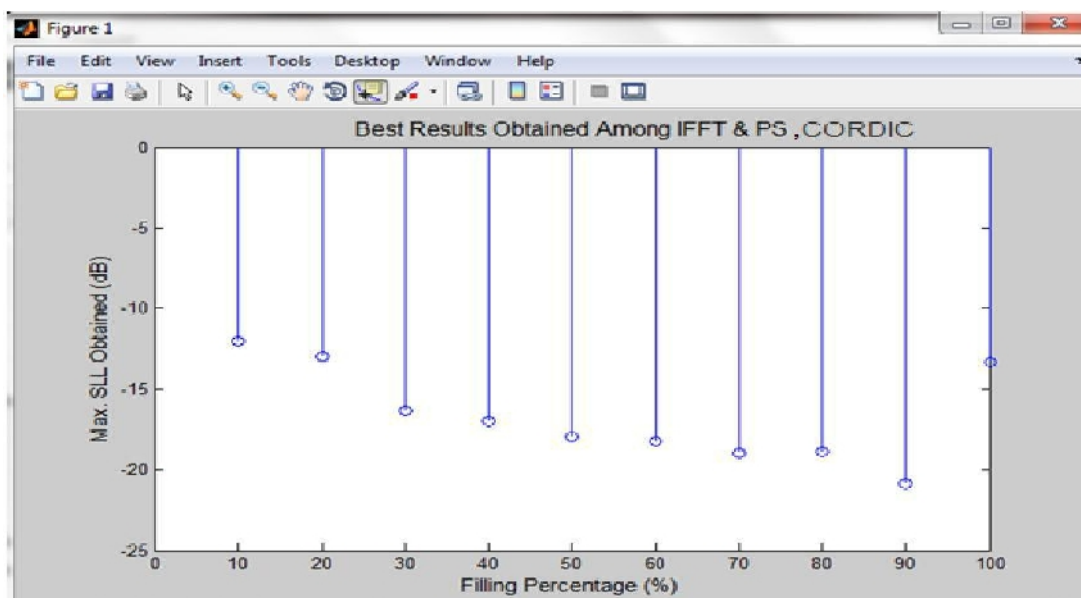 Figure 1
File Edit View Insert Tools Desktop Window Help
Best Results Obtained Among IFFT & PS ,CORDIC
Max. SLL Obtained (dB)
0
-5
-10
-15
-20
-25
0 10 20 30 40 50 60 70 80 90 100
Filling Percentage (%)